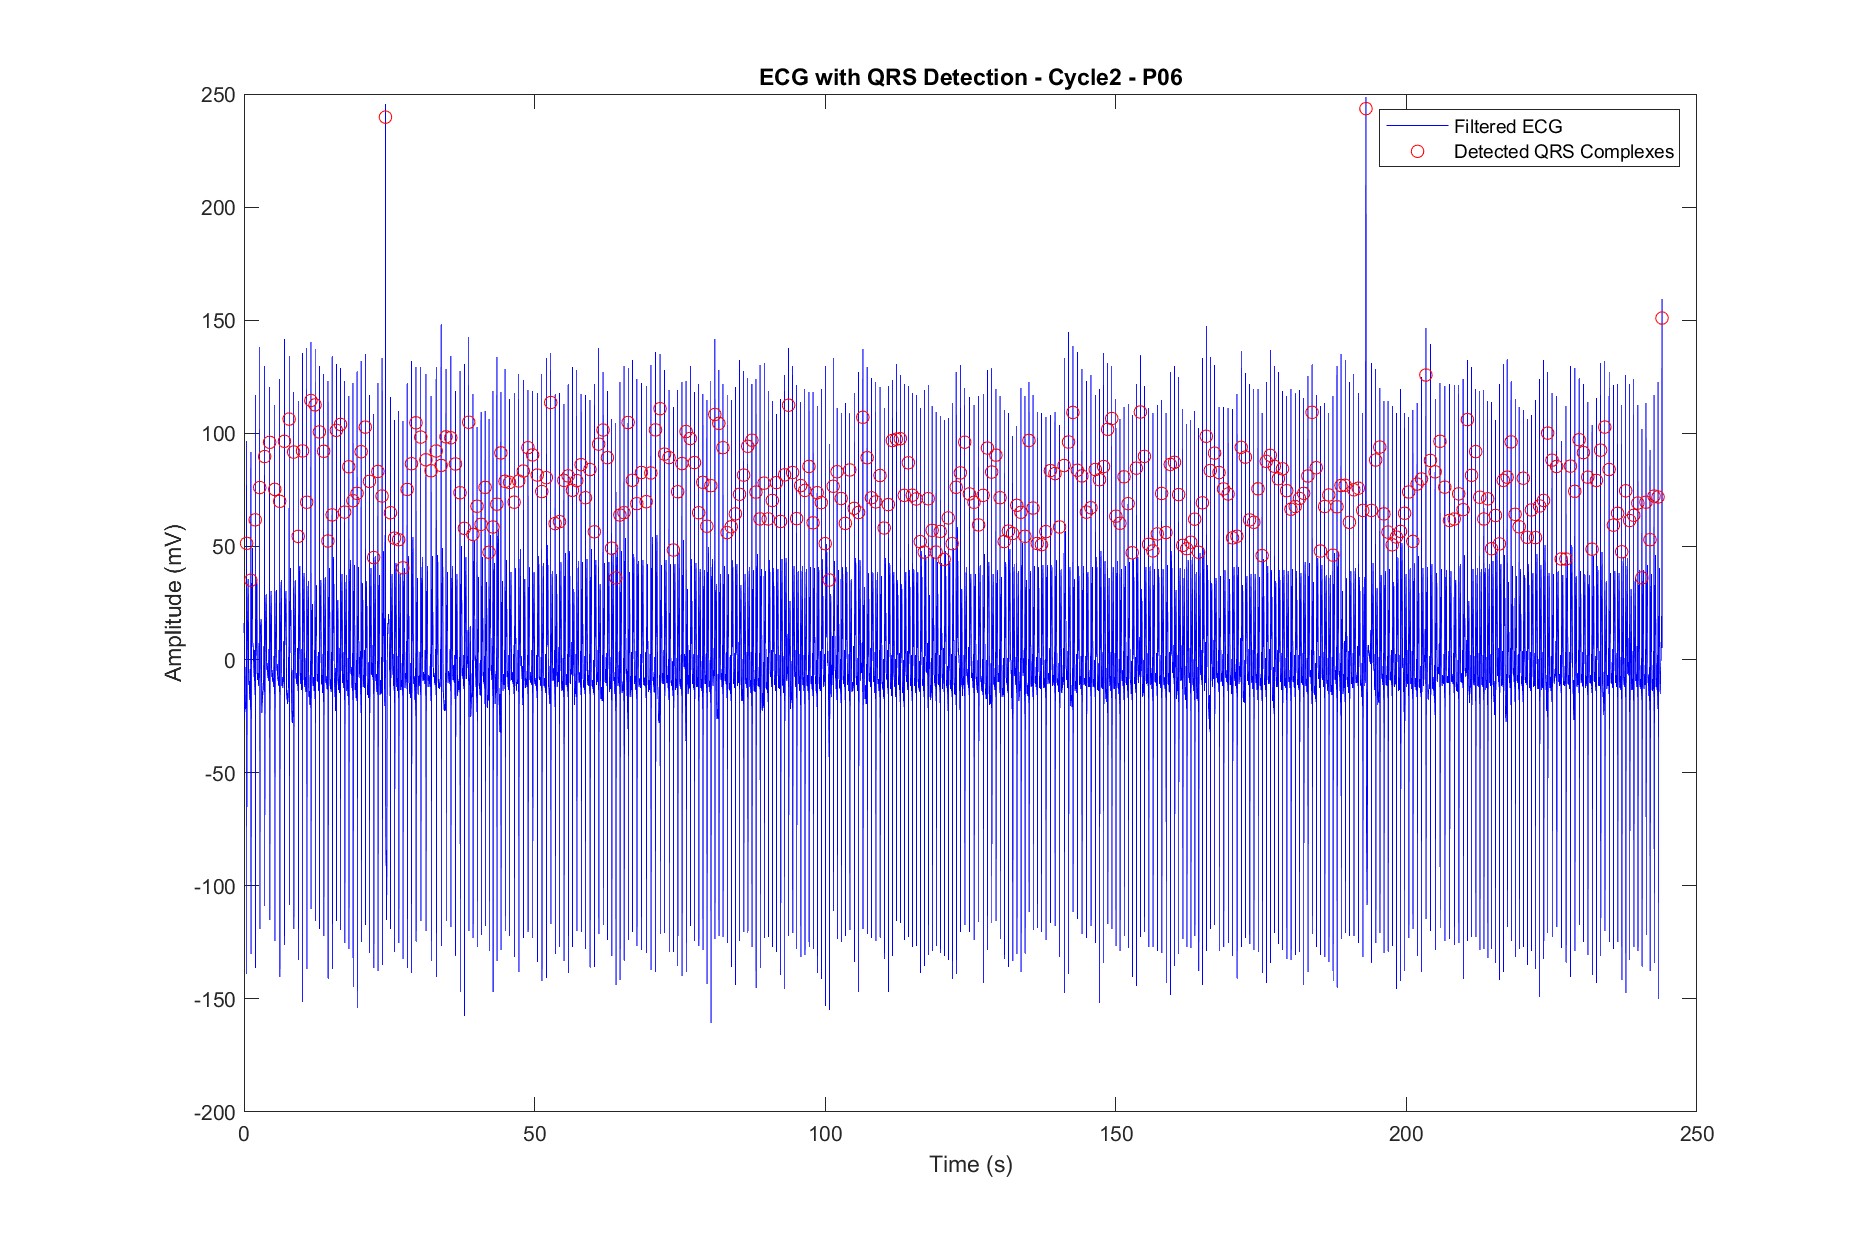 ECG with QRS Detection - Cycle2 - P06
250
200
150
100
50
0
-50
-100
-150
-200
Amplitude (mV)
Filtered ECG
Detected QRS Complexes
0 50 100 150 200 250
Time (s)